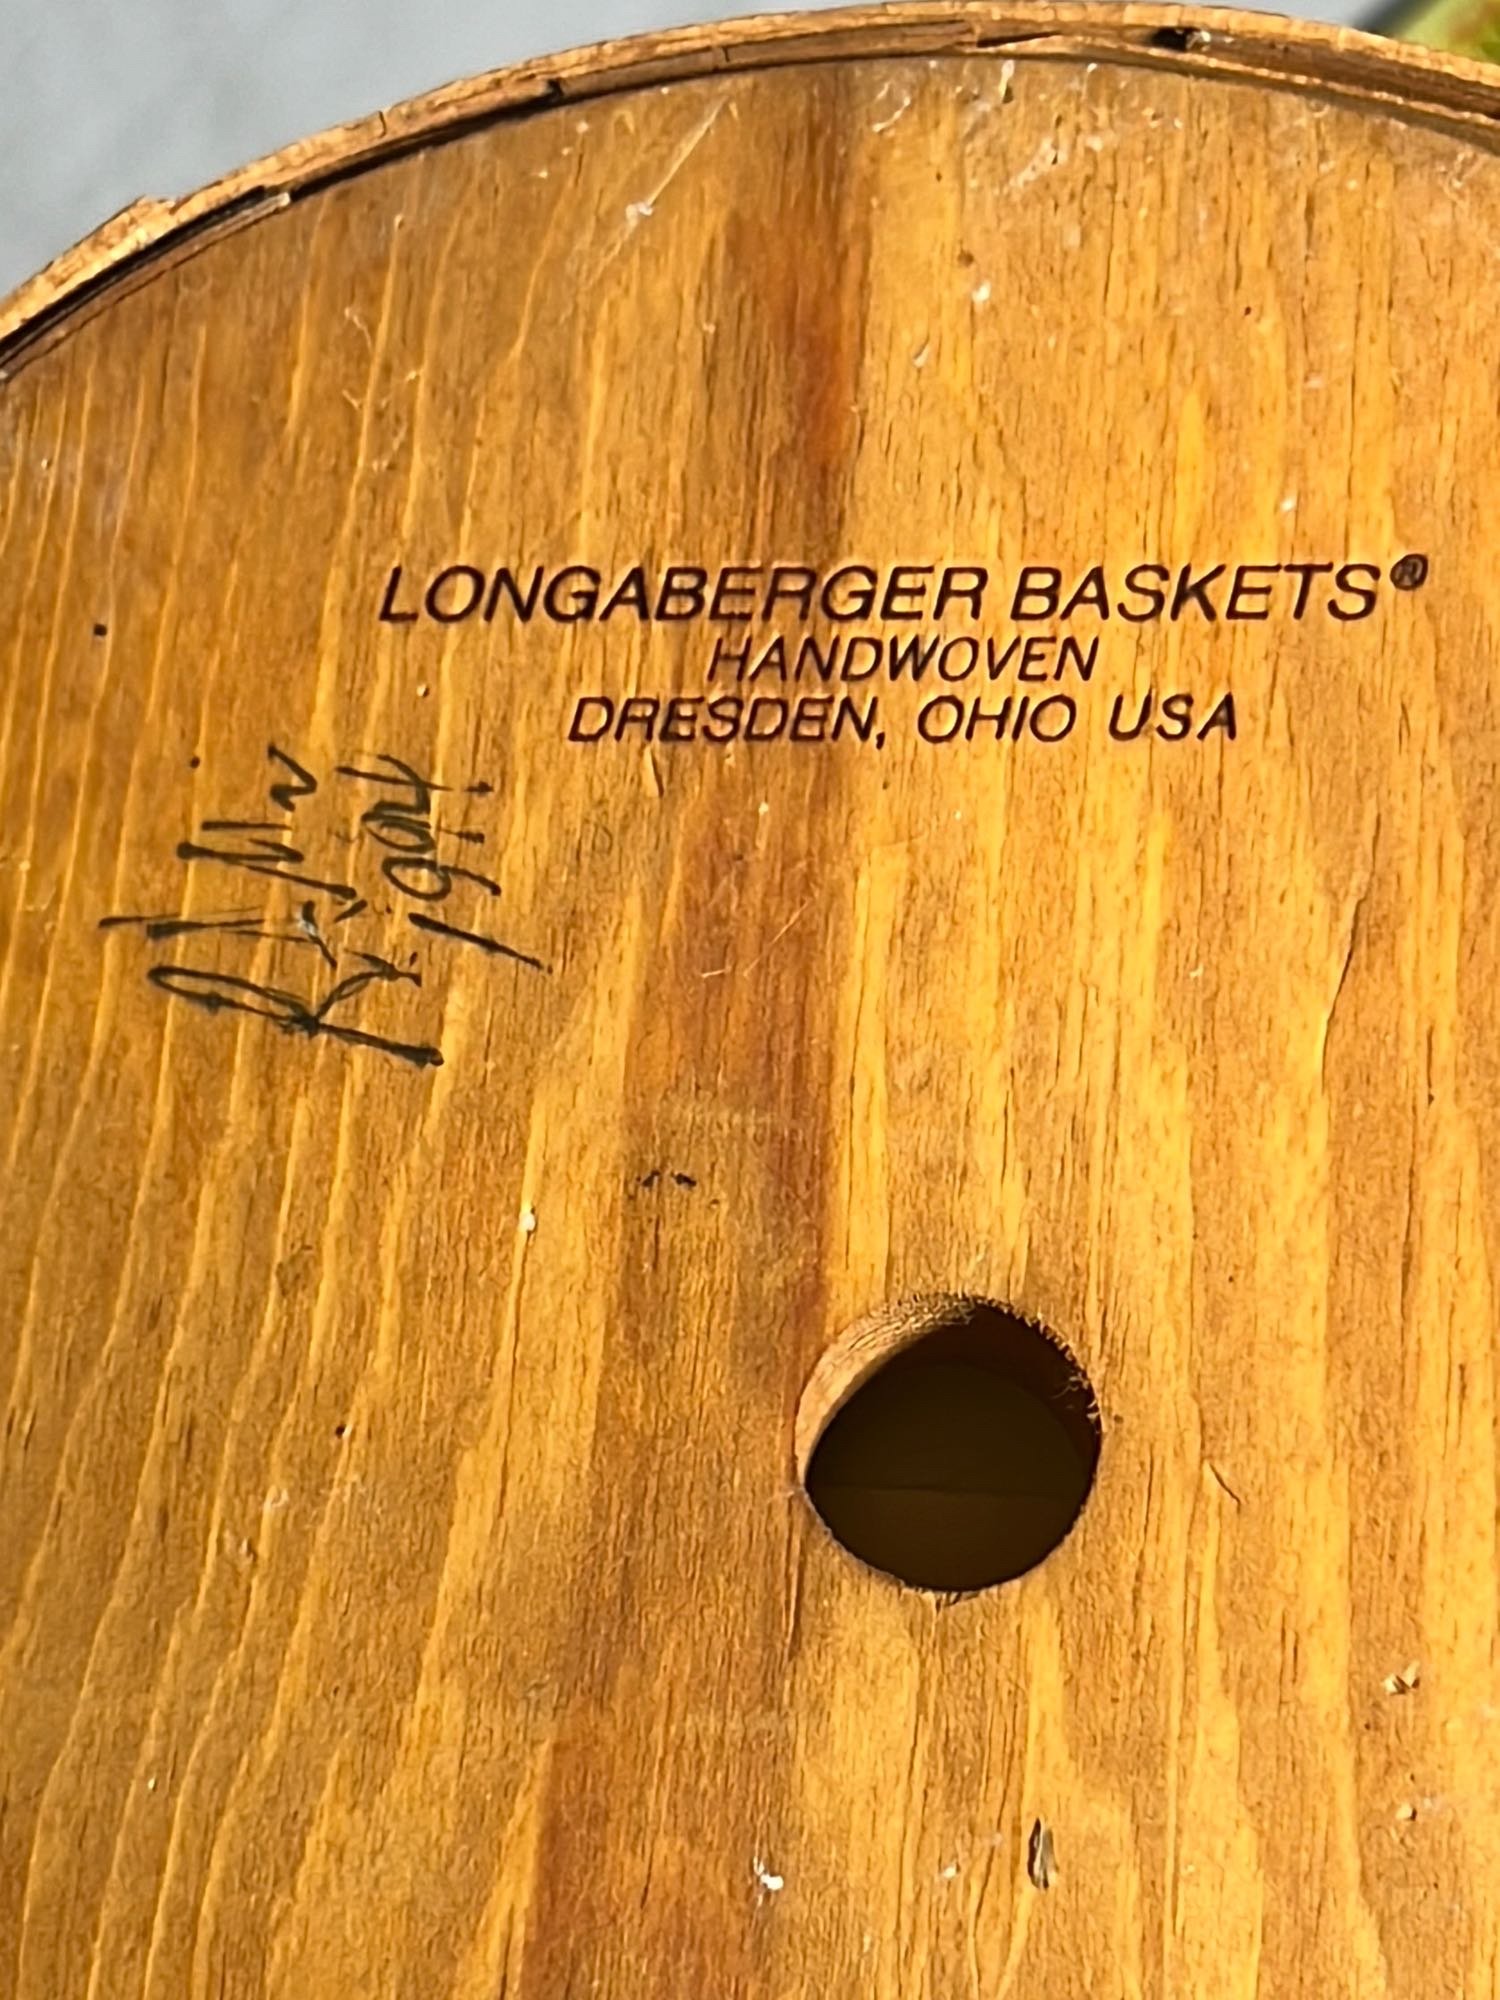 LONGABERGER BASKETS®
HANDWOVEN
DRESDEN, OHIO USA